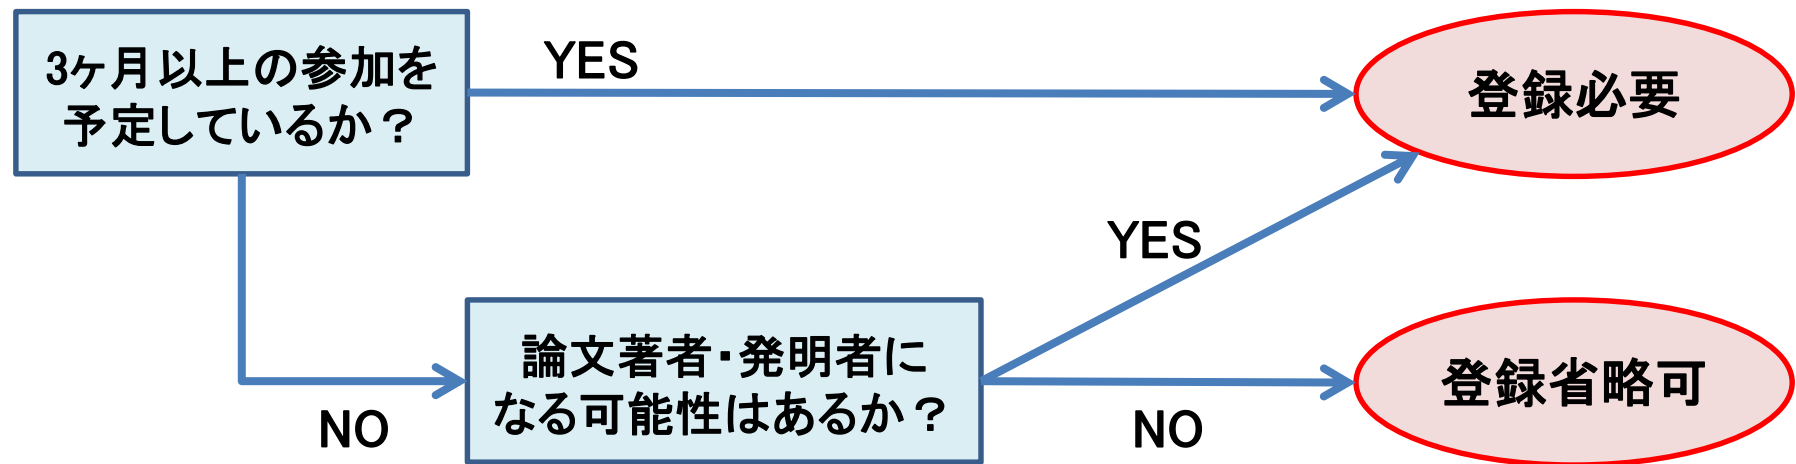 3ヶ月以上の参加を
予定しているか？
YES
登録必要
YES
論文著者・発明者に
なる可能性はあるか？
NO
NO
登録省略可